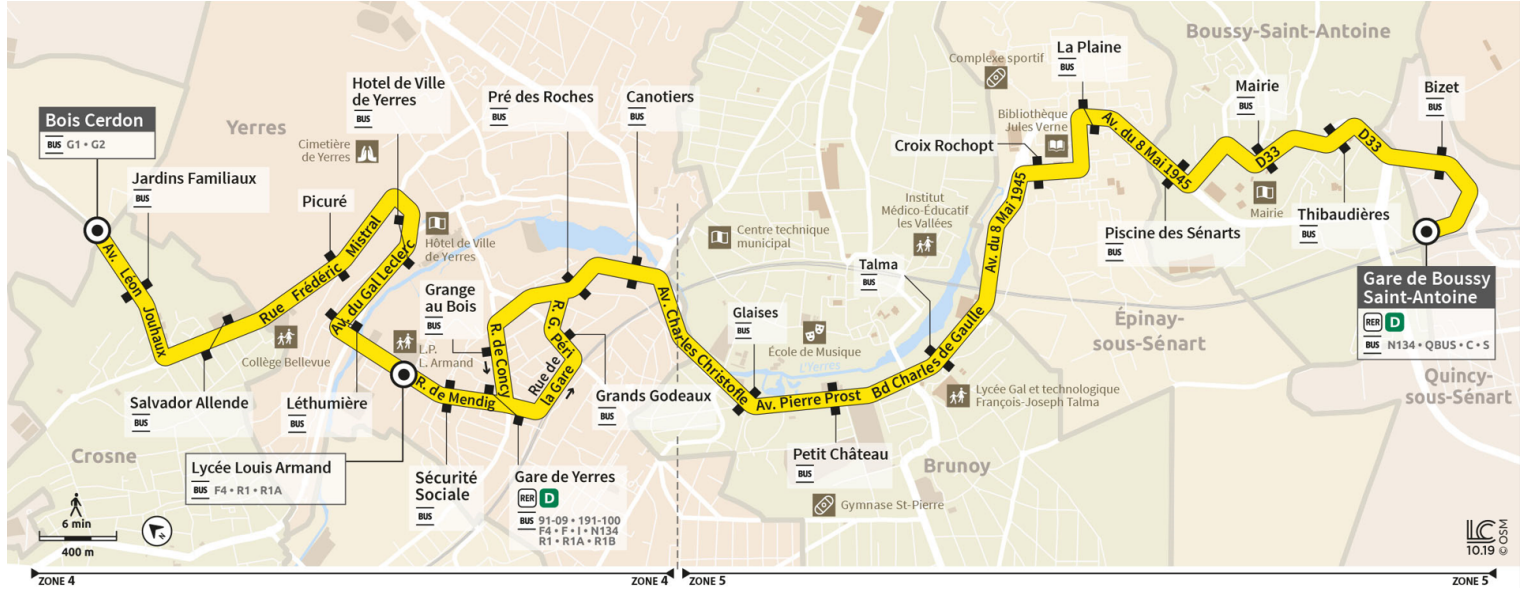 Boussy-Saint-Antoine
La Plaine
BUS
Complexe sportif
Hotel de Ville
de Yerres
BUS
Pré des Roches
BUS
Canotiers
BUS
Mairie
BUS
Bizet
BUS
Bois Cerdon
BUS G1 • G2
Yerres
Cimetière
de Yerres
Bibliothèque
Jules Verne
Croix Rochopt
Av. du 8 Mai 1945
D33
D33
Jardins Familiaux
BUS
Picuré
Institut
Médico-Éducatif
les Vallées
Mairie
Thibaudières
BUS
Piscine des Sénarts
BUS
Hôtel de Ville
de Yerres
Centre technique
municipal
Av. Léon Jouhaux
Rue Frédéric Mistral
Av. du Gal Leclerc
Av. du 8 Mai 1945
Talma
BUS
Grange
au Bois
BUS
Gare de Boussy
Saint-Antoine
RER D
BUS N134 • QBUS • C • S
Glaises
BUS
Épinay-
sous-Sénart
Collège Bellevue
L.P.
L. Armand
R. de Concy
R. G. Péri
Rue de
la Gare
Av. Charles Christofle
École de Musique
L'Yerres
Quincy-
sous-Sénart
R. de Mendig
Av. Pierre Prost
Bd Charles de Gaulle
Lycée Gal et technologique
François-Joseph Talma
Salvador Allende
BUS
Léthumière
BUS
Grands Godeaux
BUS
Crosne
Lycée Louis Armand
BUS F4 • R1 • R1A
Sécurité
Sociale
BUS
Gare de Yerres
RER D
BUS 91-09 • 191-100
F4 • F • I • N134
R1 • R1A • R1B
Petit Château
BUS
Brunoy
Gymnase St-Pierre
6 min
400 m
N
LC
10.19
© OSM
ZONE 4
ZONE 4
ZONE 5
ZONE 5